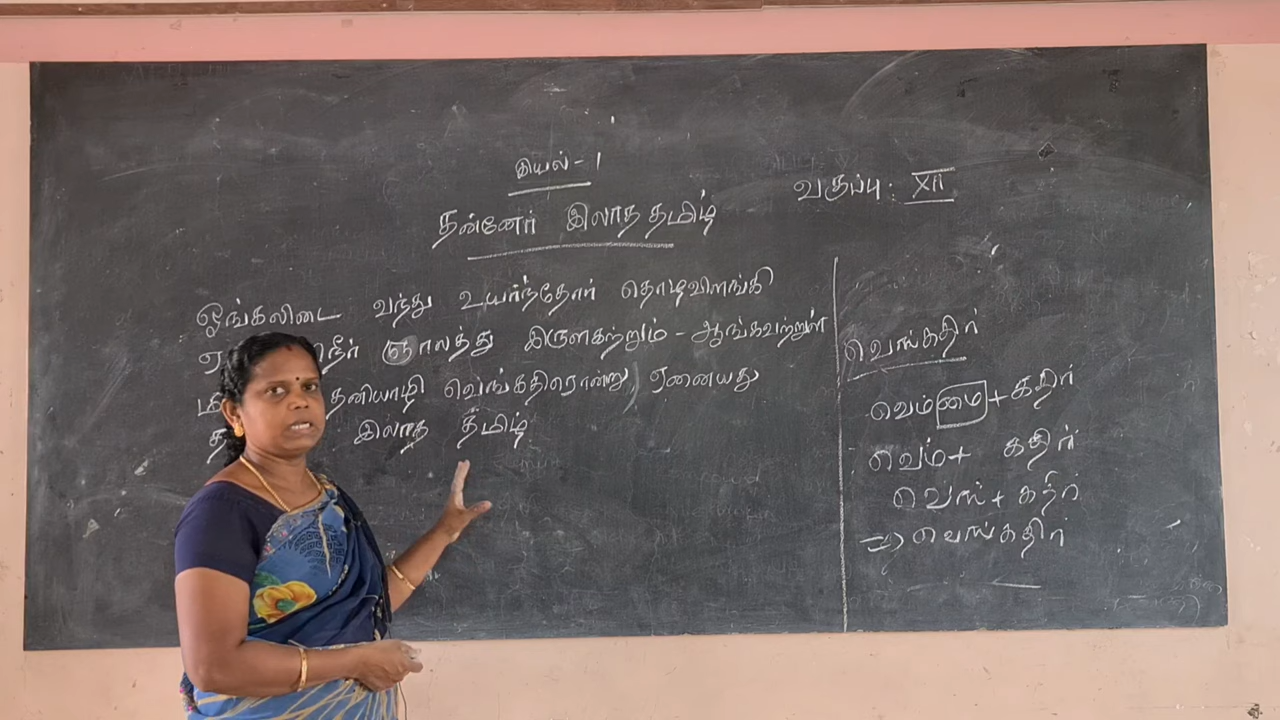 இயல் - 1
வகுப்பு : XII
தன்னேர் இலாத தமிழ்
ஓங்கலிடை வந்து உயர்ந்தோர் தொழவிளங்கி
ஏ நீர் ஞாலத்து இருளகற்றும் - ஆங்கவற்றுள்
மி தனியாழி வெங்கதிரொன்று, ஏனையது
த இலாத தமிழ்
வெங்கதிர்
வெம்மை + கதிர்
வெம் + கதிர்
வெங் + கதிர்
=> வெங்கதிர்